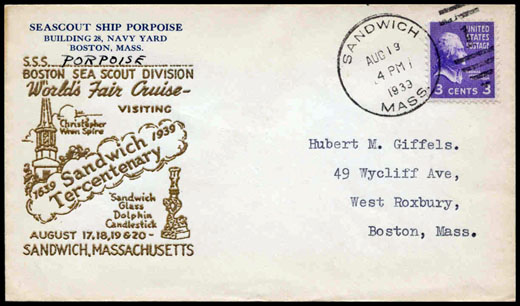 SEASCOUT SHIP PORPOISE
BUILDING 28, NAVY YARD
BOSTON, MASS.
S.S.S. PORPOISE
BOSTON SEA SCOUT DIVISION
World's Fair Cruise-
VISITING
Christopher
Wren Spire
1639 Sandwich 1939
Tercentenary
Sandwich
Glass
Dolphin
Candlestick
AUGUST 17,18,19 & 20-
SANDWICH, MASSACHUSETTS
SANDWICH
AUG 19
4 PM
1939
MASS.
UNITED
STATES
POSTAGE
3 CENTS 3
Hubert M. Giffels.
49 Wycliff Ave,
West Roxbury,
Boston, Mass.